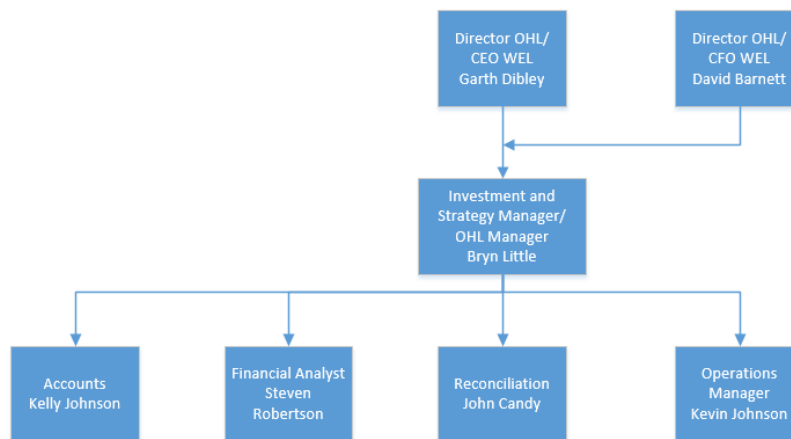 Director OHL/
CEO WEL
Garth Dibley
Director OHL/
CFO WEL
David Barnett
Investment and
Strategy Manager/
OHL Manager
Bryn Little
Accounts
Kelly Johnson
Financial Analyst
Steven
Robertson
Reconciliation
John Candy
Operations
Manager
Kevin Johnson